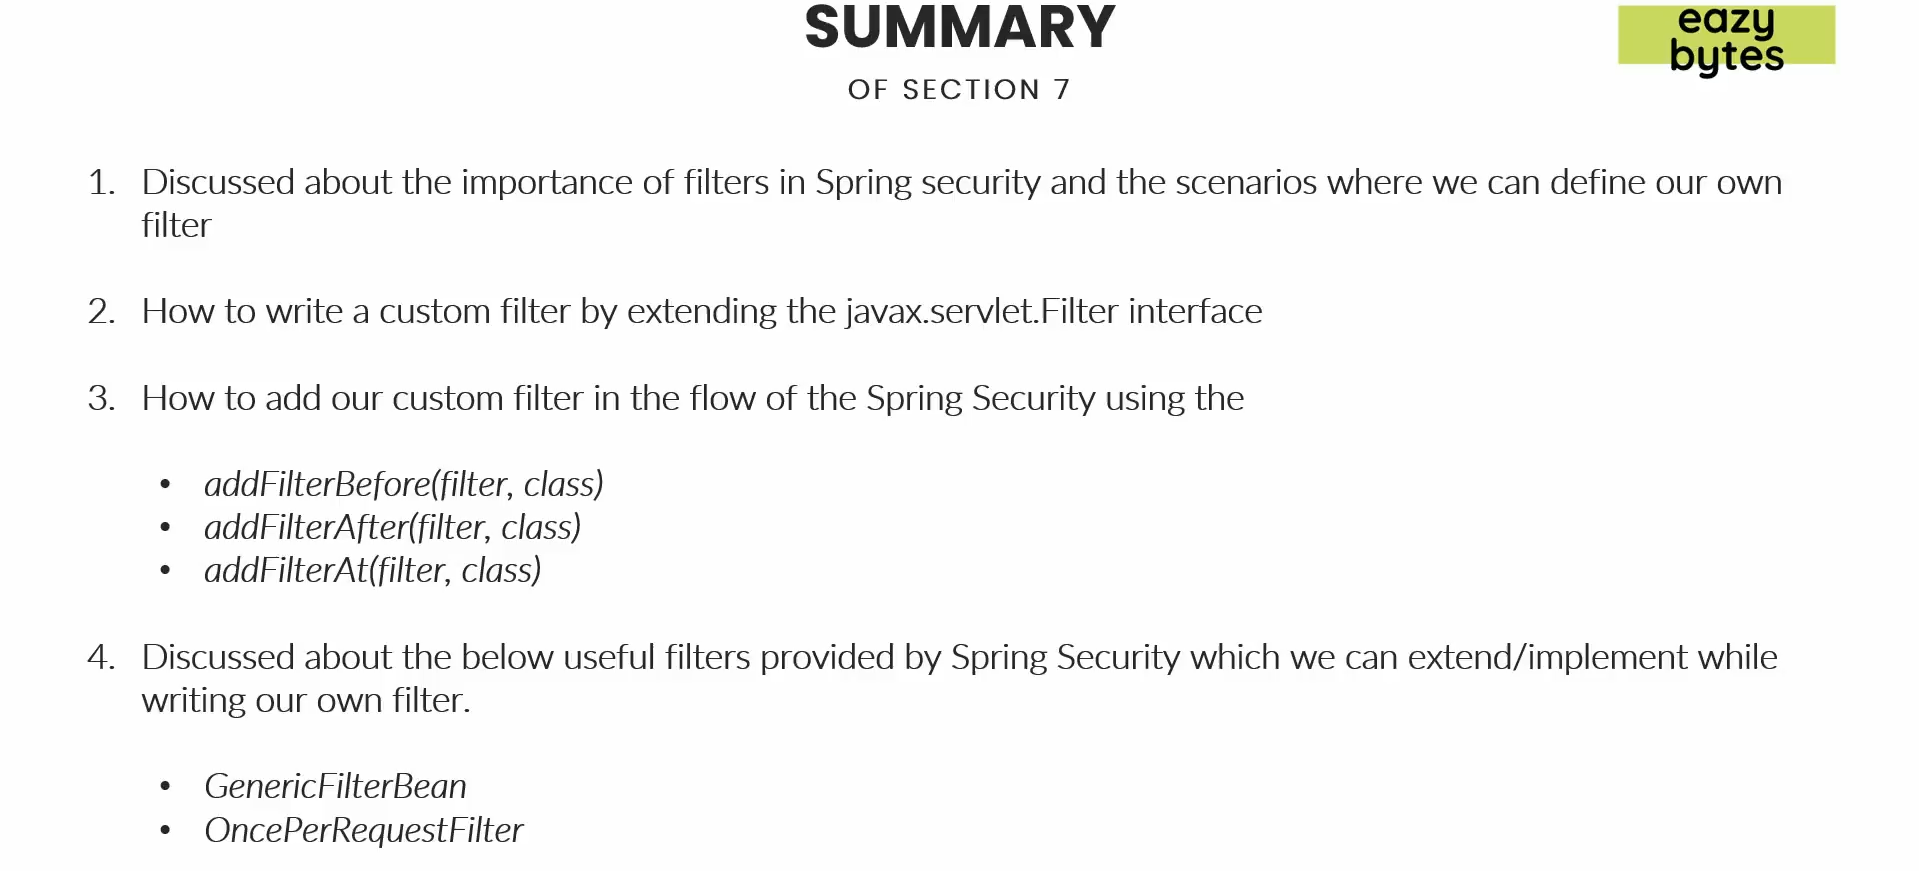 SUMMARY
eazy
bytes
OF SECTION 7
1. Discussed about the importance of filters in Spring security and the scenarios where we can define our own
filter
2. How to write a custom filter by extending the javax.servlet.Filter interface
3. How to add our custom filter in the flow of the Spring Security using the
• addFilterBefore(filter, class)
• addFilterAfter(filter, class)
• addFilterAt(filter, class)
4. Discussed about the below useful filters provided by Spring Security which we can extend/implement while
writing our own filter.
• GenericFilterBean
• OncePerRequestFilter